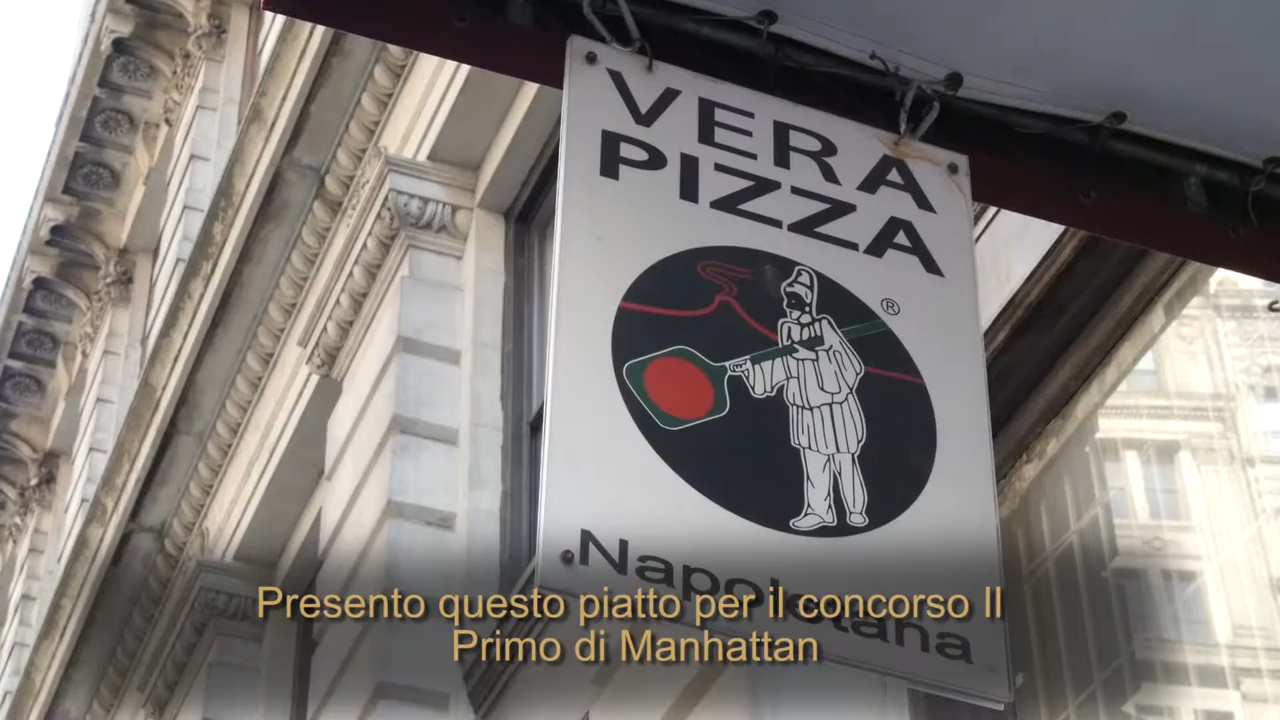 VERA
PIZZA
®
Napoletana
Presento questo piatto per il concorso Il
Primo di Manhattan